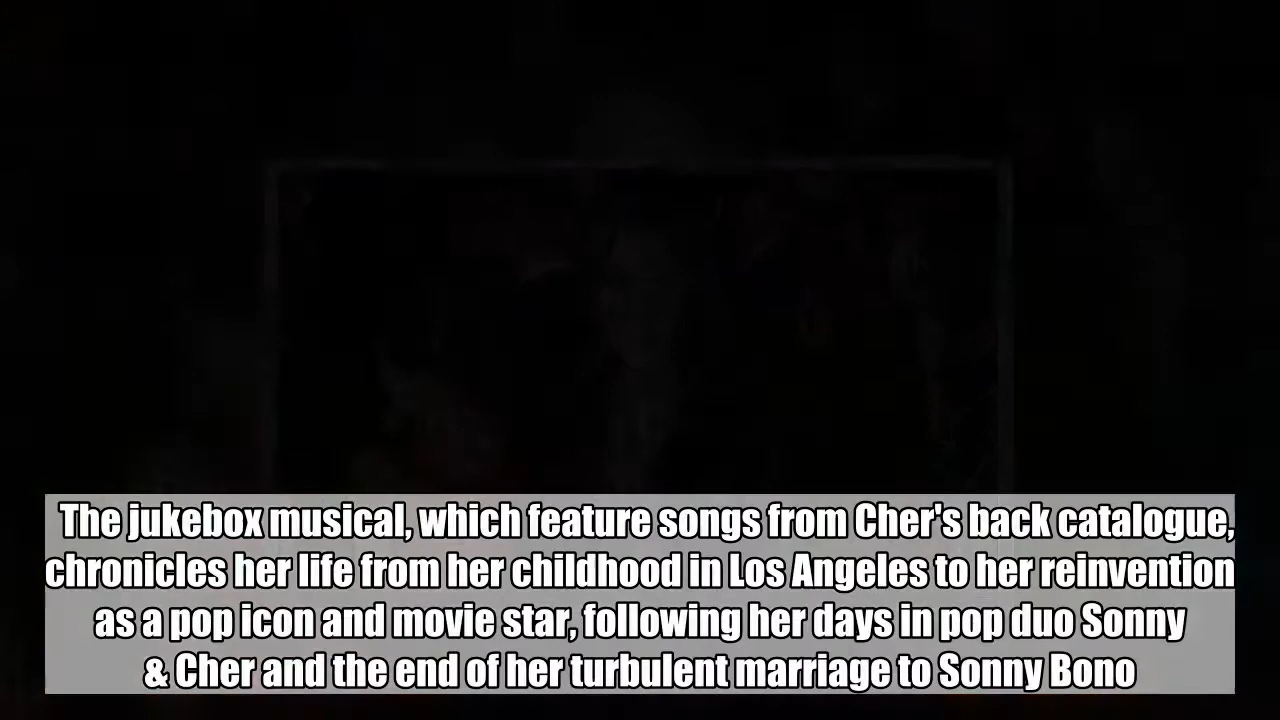 The jukebox musical, which feature songs from Cher's back catalogue,
chronicles her life from her childhood in Los Angeles to her reinvention
as a pop icon and movie star, following her days in pop duo Sonny
& Cher and the end of her turbulent marriage to Sonny Bono